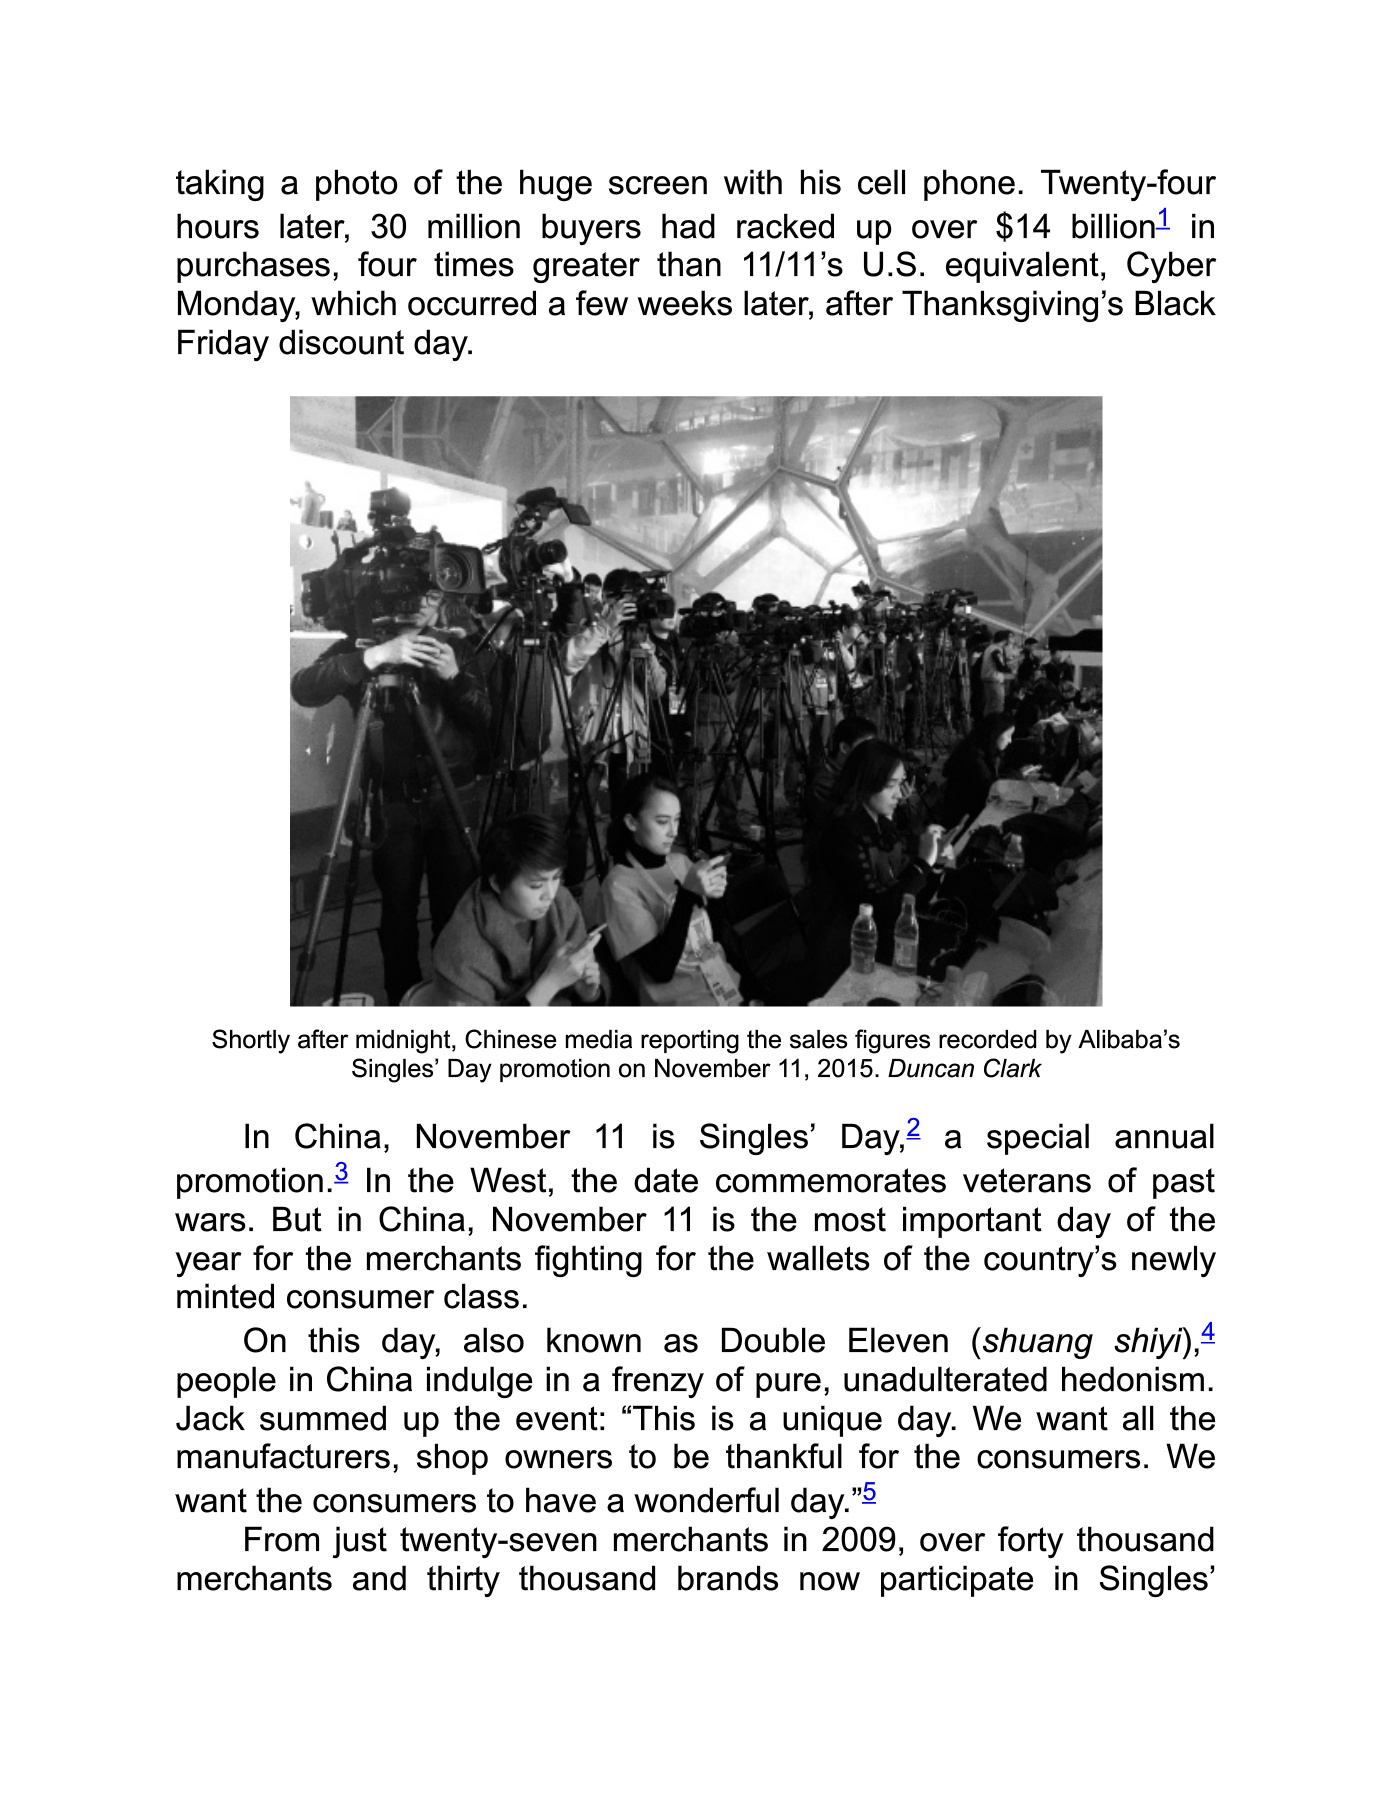 taking a photo of the huge screen with his cell phone. Twenty-four
hours later, 30 million buyers had racked up over $14 billion1 in
purchases, four times greater than 11/11’s U.S. equivalent, Cyber
Monday, which occurred a few weeks later, after Thanksgiving’s Black
Friday discount day.
Shortly after midnight, Chinese media reporting the sales figures recorded by Alibaba’s
Singles’ Day promotion on November 11, 2015. Duncan Clark
In China, November 11 is Singles’ Day,2 a special annual
promotion.3 In the West, the date commemorates veterans of past
wars. But in China, November 11 is the most important day of the
year for the merchants fighting for the wallets of the country’s newly
minted consumer class.
On this day, also known as Double Eleven (shuang shiyi),4
people in China indulge in a frenzy of pure, unadulterated hedonism.
Jack summed up the event: “This is a unique day. We want all the
manufacturers, shop owners to be thankful for the consumers. We
want the consumers to have a wonderful day.”5
From just twenty-seven merchants in 2009, over forty thousand
merchants and thirty thousand brands now participate in Singles’